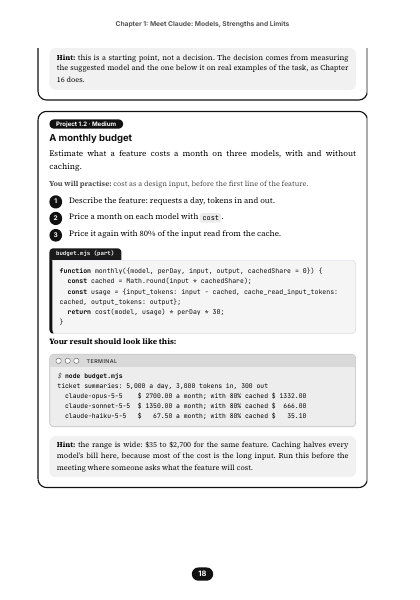 Chapter 1: Meet Claude: Models, Strengths and Limits
Hint: this is a starting point, not a decision. The decision comes from measuring
the suggested model and the one below it on real examples of the task, as Chapter
16 does.
Project 1.2 · Medium
A monthly budget
Estimate what a feature costs a month on three models, with and without
caching.
You will practise: cost as a design input, before the first line of the feature.
1 Describe the feature: requests a day, tokens in and out.
2 Price a month on each model with cost.
3 Price it again with 80% of the input read from the cache.
budget.mjs (part)
function monthly({model, perDay, input, output, cachedShare = 0}) {
  const cached = Math.round(input * cachedShare);
  const usage = {input_tokens: input - cached, cache_read_input_tokens:
cached, output_tokens: output};
  return cost(model, usage) * perDay * 30;
}
Your result should look like this:
TERMINAL
$ node budget.mjs
ticket summaries: 5,000 a day, 3,000 tokens in, 300 out
  claude-opus-5-5   $ 2700.00 a month; with 80% cached $ 1332.00
  claude-sonnet-5-5 $ 1350.00 a month; with 80% cached $  666.00
  claude-haiku-5-5  $   67.50 a month; with 80% cached $   35.10
Hint: the range is wide: $35 to $2,700 for the same feature. Caching halves every
model's bill here, because most of the cost is the long input. Run this before the
meeting where someone asks what the feature will cost.
18